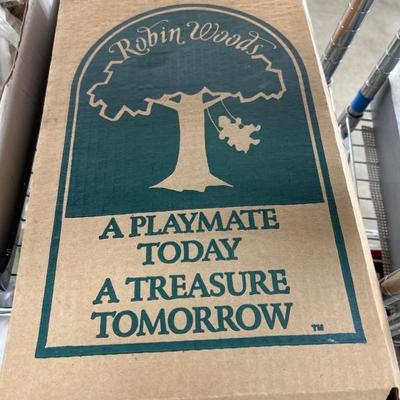 Robin Woods
A PLAYMATE
TODAY
A TREASURE
TOMORROW
TM